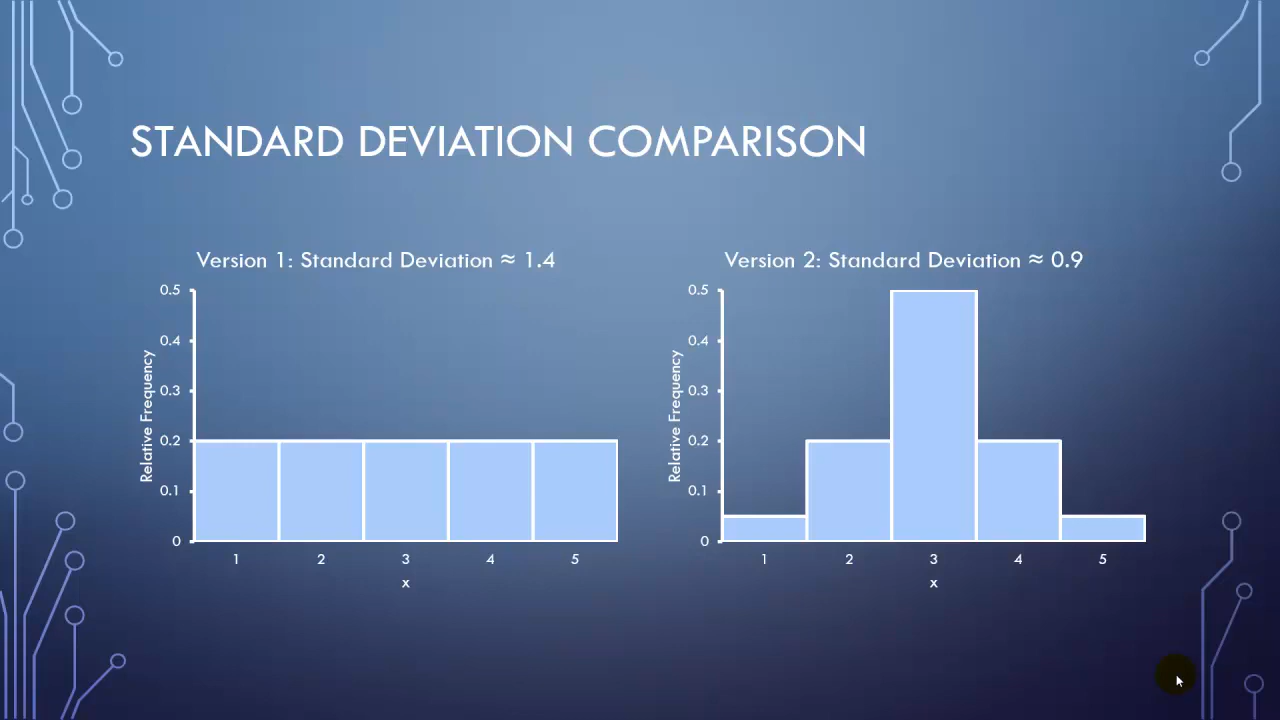 STANDARD DEVIATION COMPARISON
Version 1: Standard Deviation ≈ 1.4
0.5
0.4
0.3
0.2
0.1
0
Relative Frequency
1 2 3 4 5
x
Version 2: Standard Deviation ≈ 0.9
0.5
0.4
0.3
0.2
0.1
0
Relative Frequency
1 2 3 4 5
x